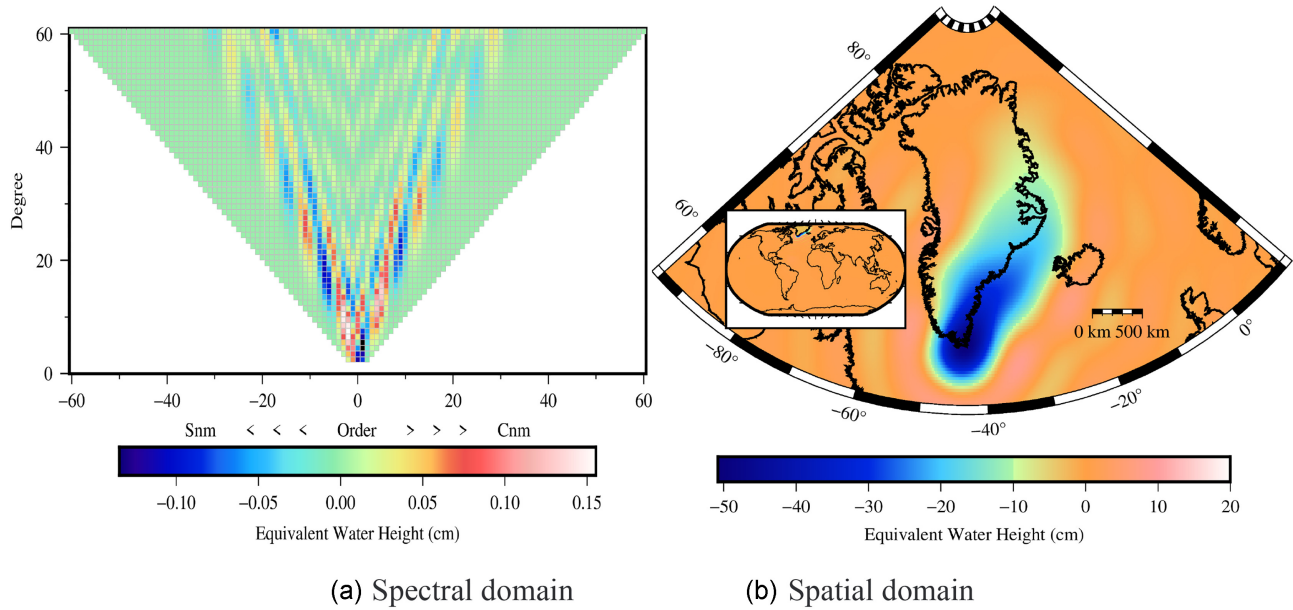 60
40
20
0
Degree
−60 −40 −20 0 20 40 60
Snm < < < Order > > > Cnm
−0.10 −0.05 0.00 0.05 0.10 0.15
Equivalent Water Height (cm)
(a) Spectral domain
80°
60°
−80°
−60°
−40°
−20°
0°
0 km 500 km
−50 −40 −30 −20 −10 0 10 20
Equivalent Water Height (cm)
(b) Spatial domain